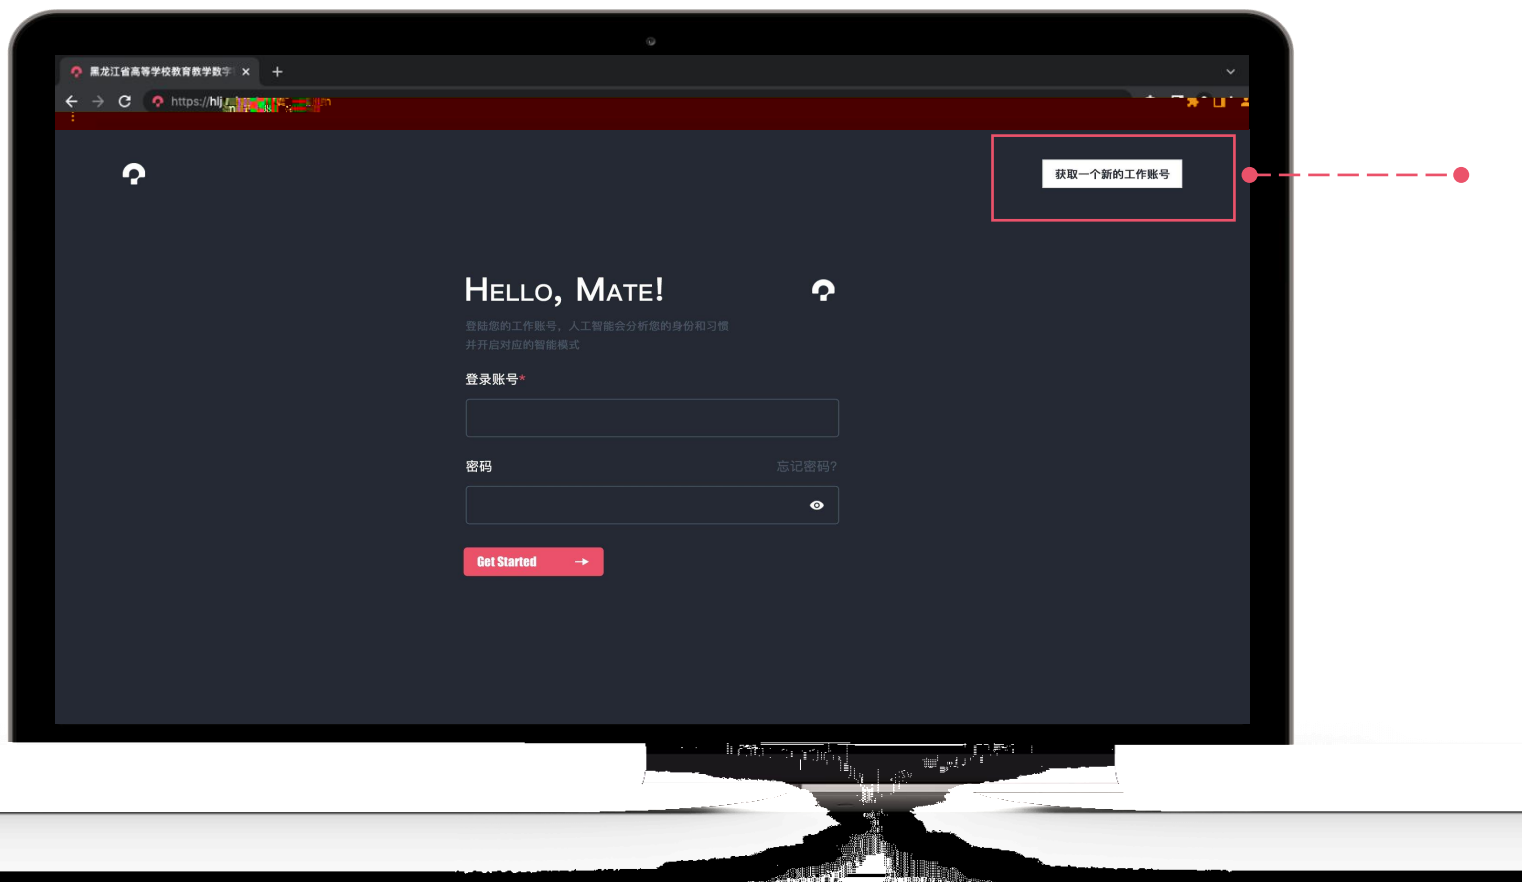 黑龙江省高等学校教育教学数字
https://hlj
获取一个新的工作账号
HELLO, MATE!
登陆您的工作账号，人工智能会分析您的身份和习惯
并开启对应的智能模式
登录账号*
密码
忘记密码?
Get Started